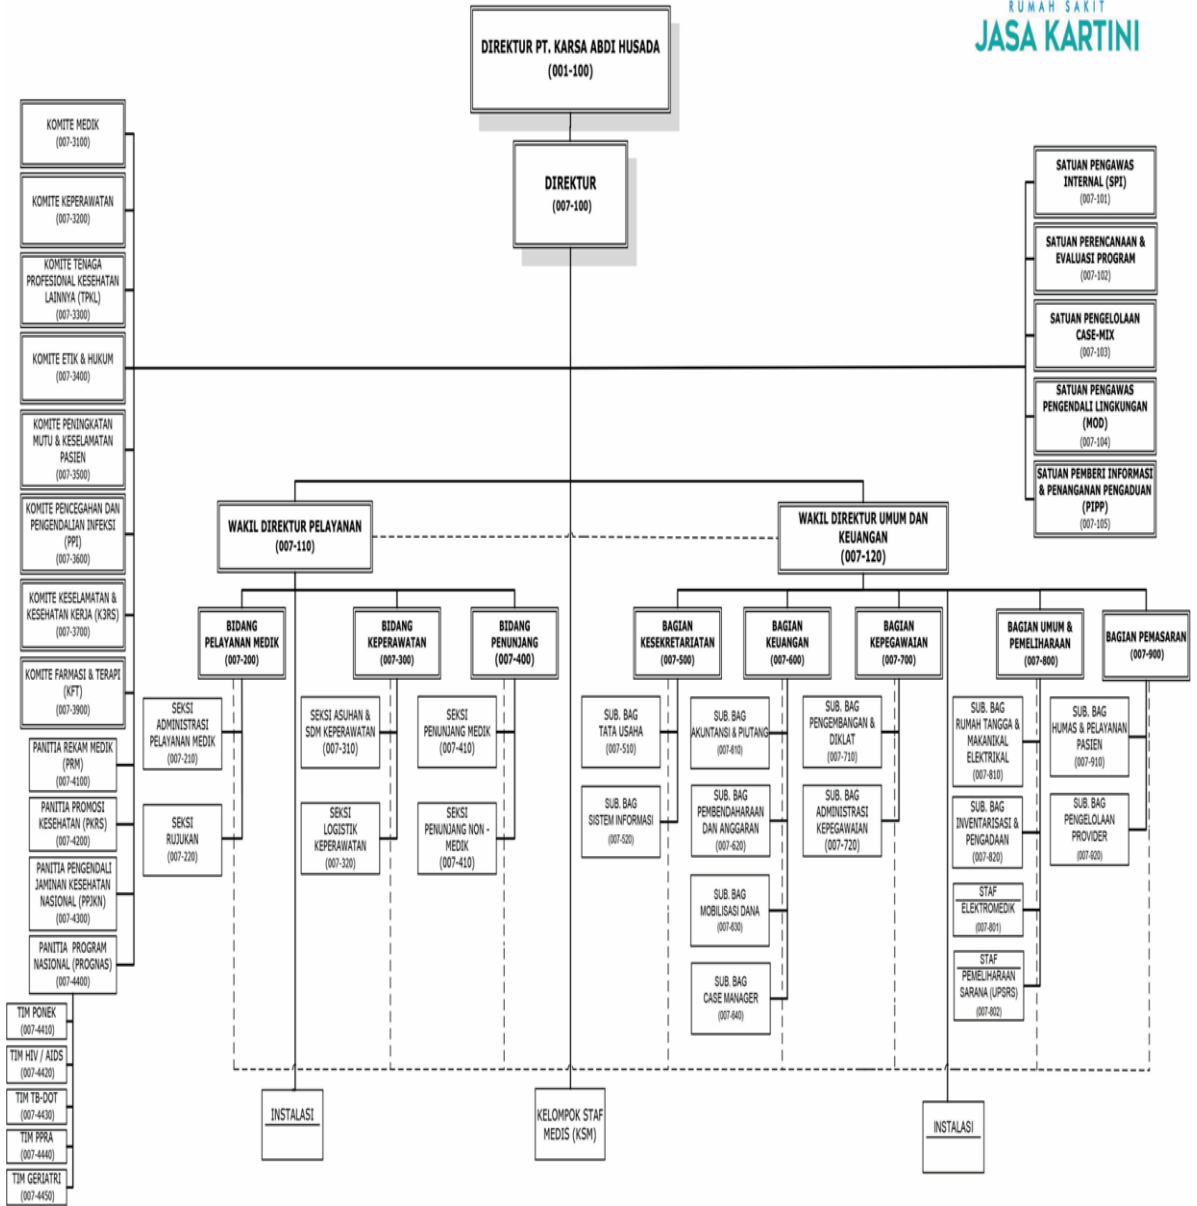 RUMAH SAKIT
JASA KARTINI
DIREKTUR PT. KARSA ABDI HUSADA
(001-100)
DIREKTUR
(007-100)
KOMITE MEDIK
(007-3100)
KOMITE KEPERAWATAN
(007-3200)
KOMITE TENAGA
PROFESIONAL KESEHATAN
LAINNYA (TPKL)
(007-3300)
KOMITE ETIK & HUKUM
(007-3400)
KOMITE PENINGKATAN
MUTU & KESELAMATAN
PASIEN
(007-3500)
KOMITE PENCEGAHAN DAN
PENGENDALIAN INFEKSI
(PPI)
(007-3600)
KOMITE KESELAMATAN &
KESEHATAN KERJA (K3RS)
(007-3700)
KOMITE FARMASI & TERAPI
(KFT)
(007-3900)
PANITIA REKAM MEDIK
(PRM)
(007-4100)
PANITIA PROMOSI
KESEHATAN (PKRS)
(007-4200)
PANITIA PENGENDALI
JAMINAN KESEHATAN
NASIONAL (PPJKN)
(007-4300)
PANITIA PROGRAM
NASIONAL (PROGNAS)
(007-4400)
TIM PONEK
(007-4410)
TIM HIV / AIDS
(007-4420)
TIM TB-DOT
(007-4430)
TIM PPRA
(007-4440)
TIM GERIATRI
(007-4450)
SATUAN PENGAWAS
INTERNAL (SPI)
(007-101)
SATUAN PERENCANAAN &
EVALUASI PROGRAM
(007-102)
SATUAN PENGELOLAAN
CASE-MIX
(007-103)
SATUAN PENGAWAS
PENGENDALI LINGKUNGAN
(MOD)
(007-104)
SATUAN PEMBERI INFORMASI
& PENANGANAN PENGADUAN
(PIPP)
(007-105)
WAKIL DIREKTUR PELAYANAN
(007-110)
WAKIL DIREKTUR UMUM DAN
KEUANGAN
(007-120)
BIDANG
PELAYANAN MEDIK
(007-200)
BIDANG
KEPERAWATAN
(007-300)
BIDANG
PENUNJANG
(007-400)
BAGIAN
KESEKRETARIATAN
(007-500)
BAGIAN
KEUANGAN
(007-600)
BAGIAN
KEPEGAWAIAN
(007-700)
BAGIAN UMUM &
PEMELIHARAAN
(007-800)
BAGIAN PEMASARAN
(007-900)
SEKSI
ADMINISTRASI
PELAYANAN MEDIK
(007-210)
SEKSI
RUJUKAN
(007-220)
SEKSI ASUHAN &
SDM KEPERAWATAN
(007-310)
SEKSI
LOGISTIK
KEPERAWATAN
(007-320)
SEKSI
PENUNJANG MEDIK
(007-410)
SEKSI
PENUNJANG NON -
MEDIK
(007-410)
SUB. BAG
TATA USAHA
(007-510)
SUB. BAG
SISTEM INFORMASI
(007-520)
SUB. BAG
AKUNTANSI & PIUTANG
(007-610)
SUB. BAG
PEMBENDAHARAAN
DAN ANGGARAN
(007-620)
SUB. BAG
MOBILISASI DANA
(007-630)
SUB. BAG
CASE MANAGER
(007-640)
SUB. BAG
PENGEMBANGAN &
DIKLAT
(007-710)
SUB. BAG
ADMINISTRASI
KEPEGAWAIAN
(007-720)
SUB. BAG
RUMAH TANGGA &
MAKANIKAL
ELEKTRIKAL
(007-810)
SUB. BAG
INVENTARISASI &
PENGADAAN
(007-820)
STAF
ELEKTROMEDIK
(007-801)
STAF
PEMELIHARAAN
SARANA (UPSRS)
(007-802)
SUB. BAG
HUMAS & PELAYANAN
PASIEN
(007-910)
SUB. BAG
PENGELOLAAN
PROVIDER
(007-920)
INSTALASI
KELOMPOK STAF
MEDIS (KSM)
INSTALASI